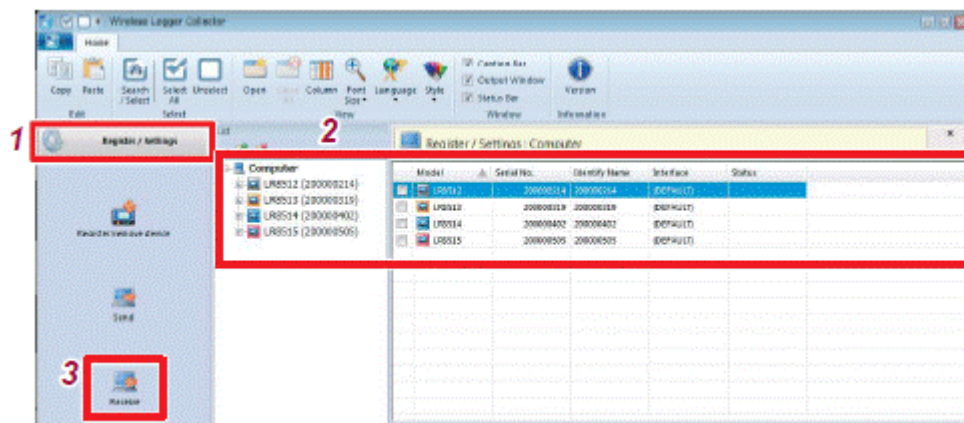 Wireless Logger Collector
Home
Copy Paste Search / Select Select All Unselect Open Save All Column Font Size Language Style Caption Bar Output Window Status Bar Version
Edit Select View Window Information
1 Register / Settings
List
2
Register / Settings : Computer
×
Computer
LR8512 (200000214)
LR8513 (200000319)
LR8514 (200000402)
LR8515 (200000505)
Model Serial No. Identify Name Interface Status
LR8512 200000214 200000214 (DEFAULT)
LR8513 200000319 200000319 (DEFAULT)
LR8514 200000402 200000402 (DEFAULT)
LR8515 200000505 200000505 (DEFAULT)
Register/remove device
Send
3
Receive